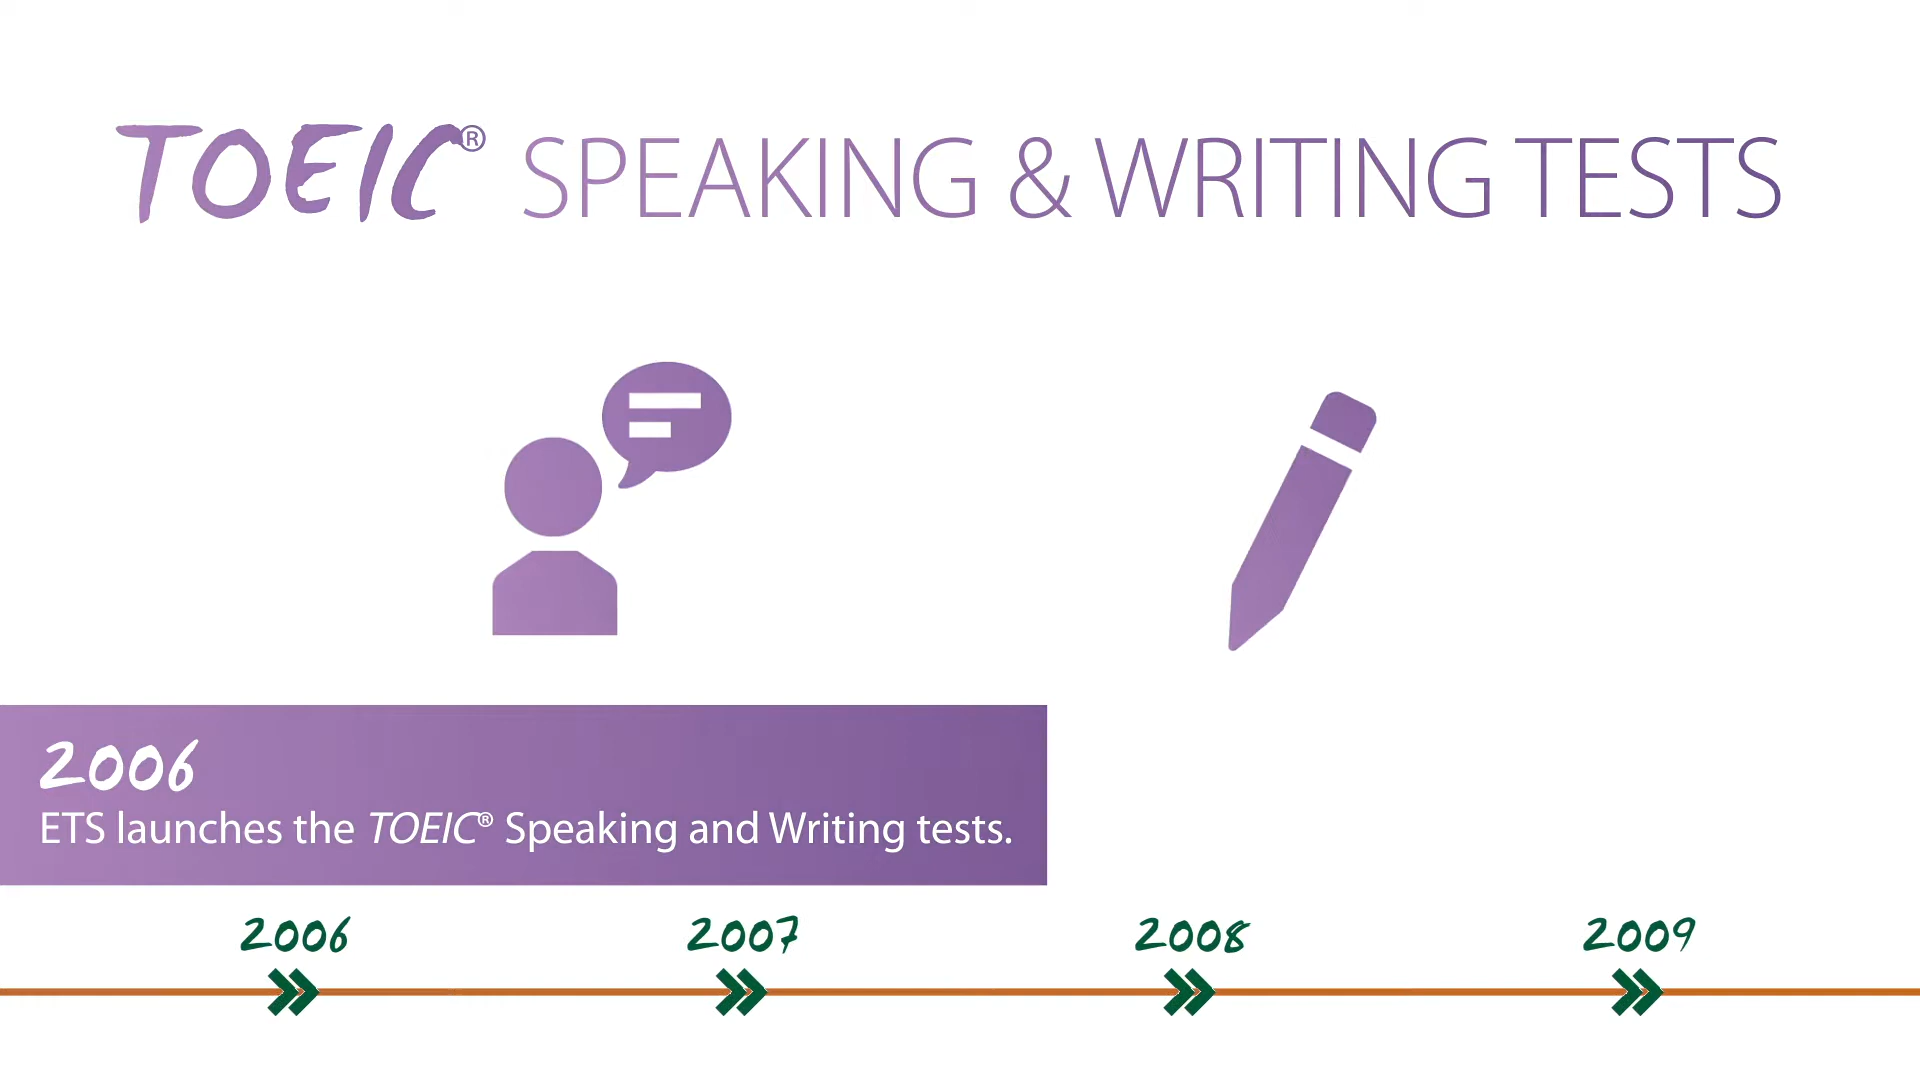 TOEIC® SPEAKING & WRITING TESTS
2006
ETS launches the TOEIC® Speaking and Writing tests.
2006 2007 2008 2009